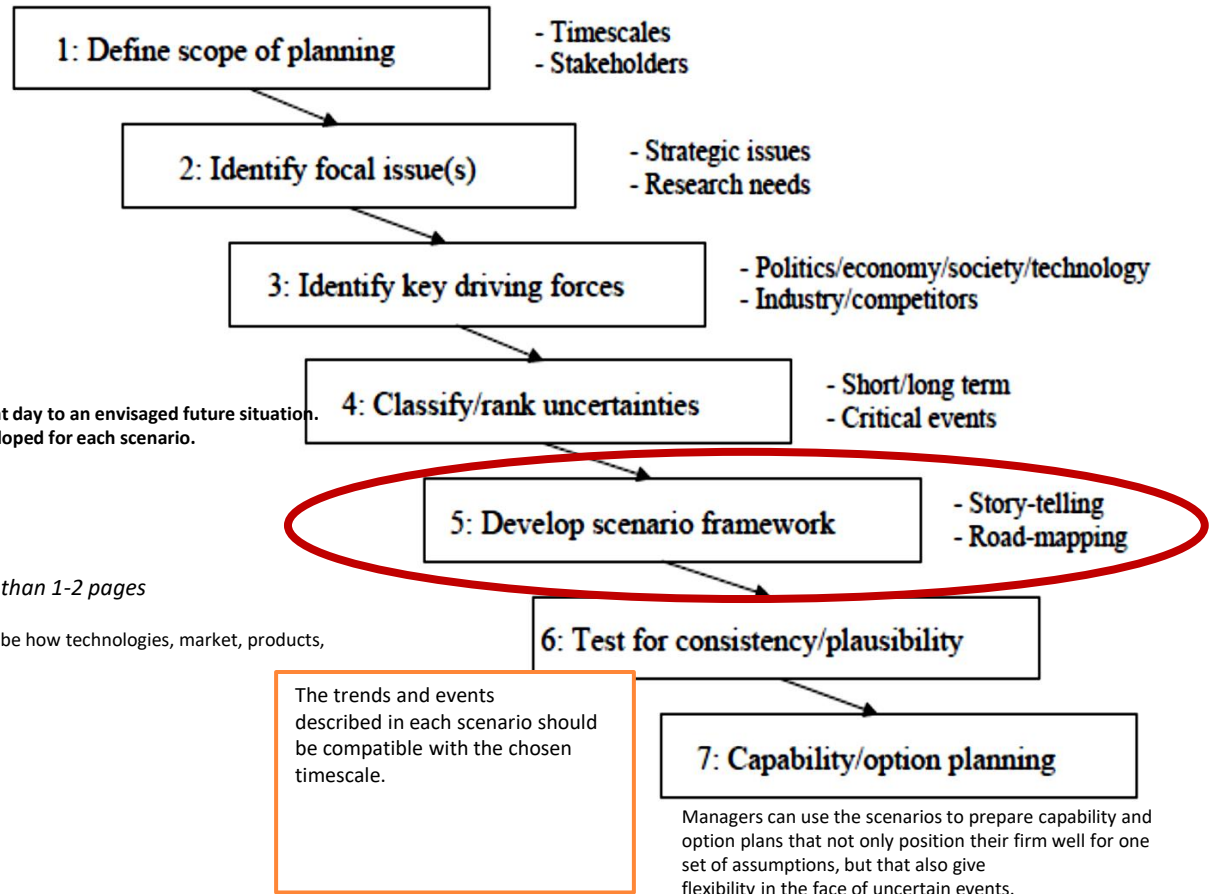 1: Define scope of planning
- Timescales
- Stakeholders
2: Identify focal issue(s)
- Strategic issues
- Research needs
3: Identify key driving forces
- Politics/economy/society/technology
- Industry/competitors
4: Classify/rank uncertainties
- Short/long term
- Critical events
day to an envisaged future situation.
for each scenario.
5: Develop scenario framework
- Story-telling
- Road-mapping
than 1-2 pages
be how technologies, market, products,
6: Test for consistency/plausibility
The trends and events
described in each scenario should
be compatible with the chosen
timescale.
7: Capability/option planning
Managers can use the scenarios to prepare capability and
option plans that not only position their firm well for one
set of assumptions, but that also give
flexibility in the face of uncertain events.